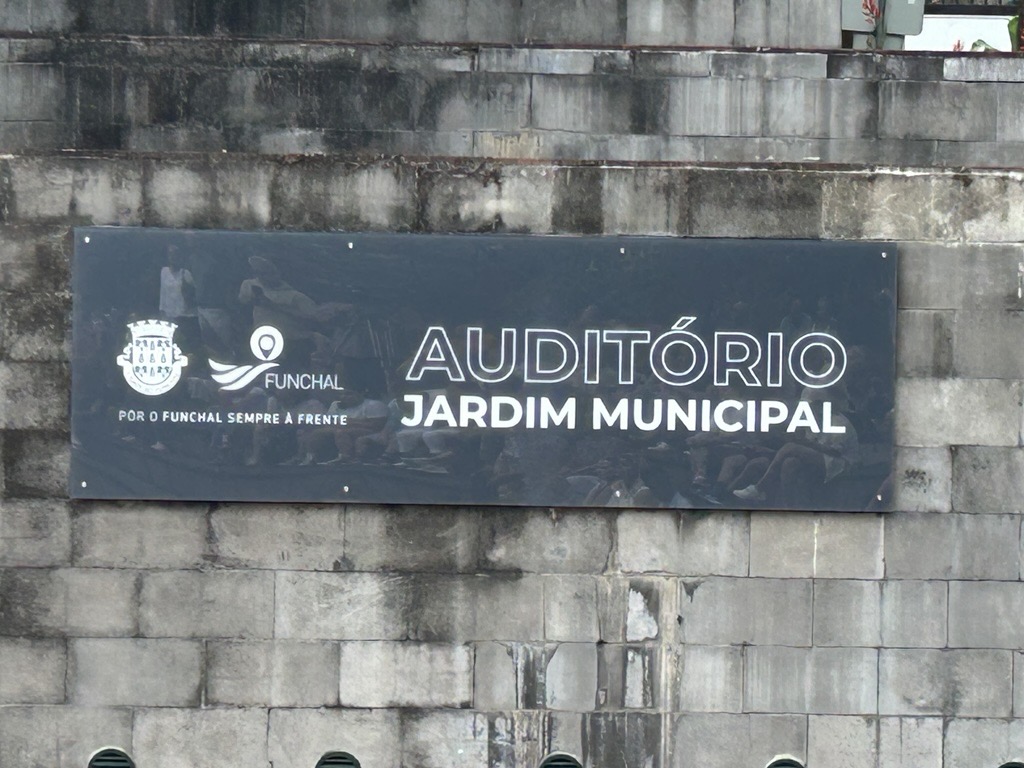 FUNCHAL
POR O FUNCHAL SEMPRE À FRENTE
AUDITÓRIO
JARDIM MUNICIPAL